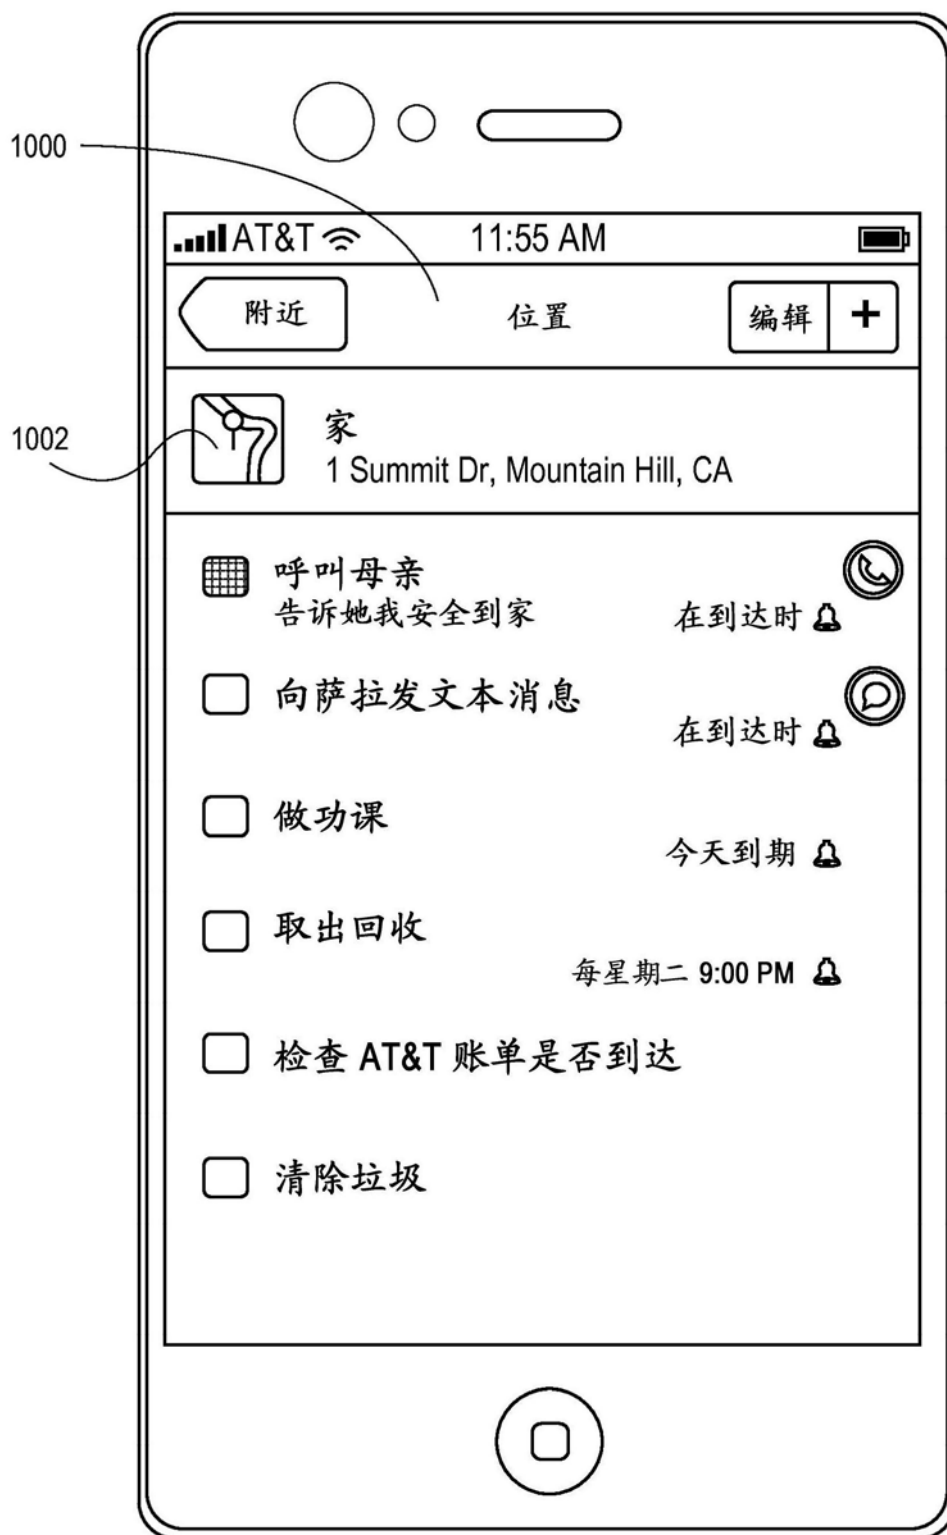 1000
AT&T 11:55 AM
附近 位置 编辑 +
1002
家
1 Summit Dr, Mountain Hill, CA
呼叫母亲
告诉她我安全到家 在到达时
向萨拉发文本消息
在到达时
做功课
今天到期
取出回收
每星期二 9:00 PM
检查 AT&T 账单是否到达
清除垃圾